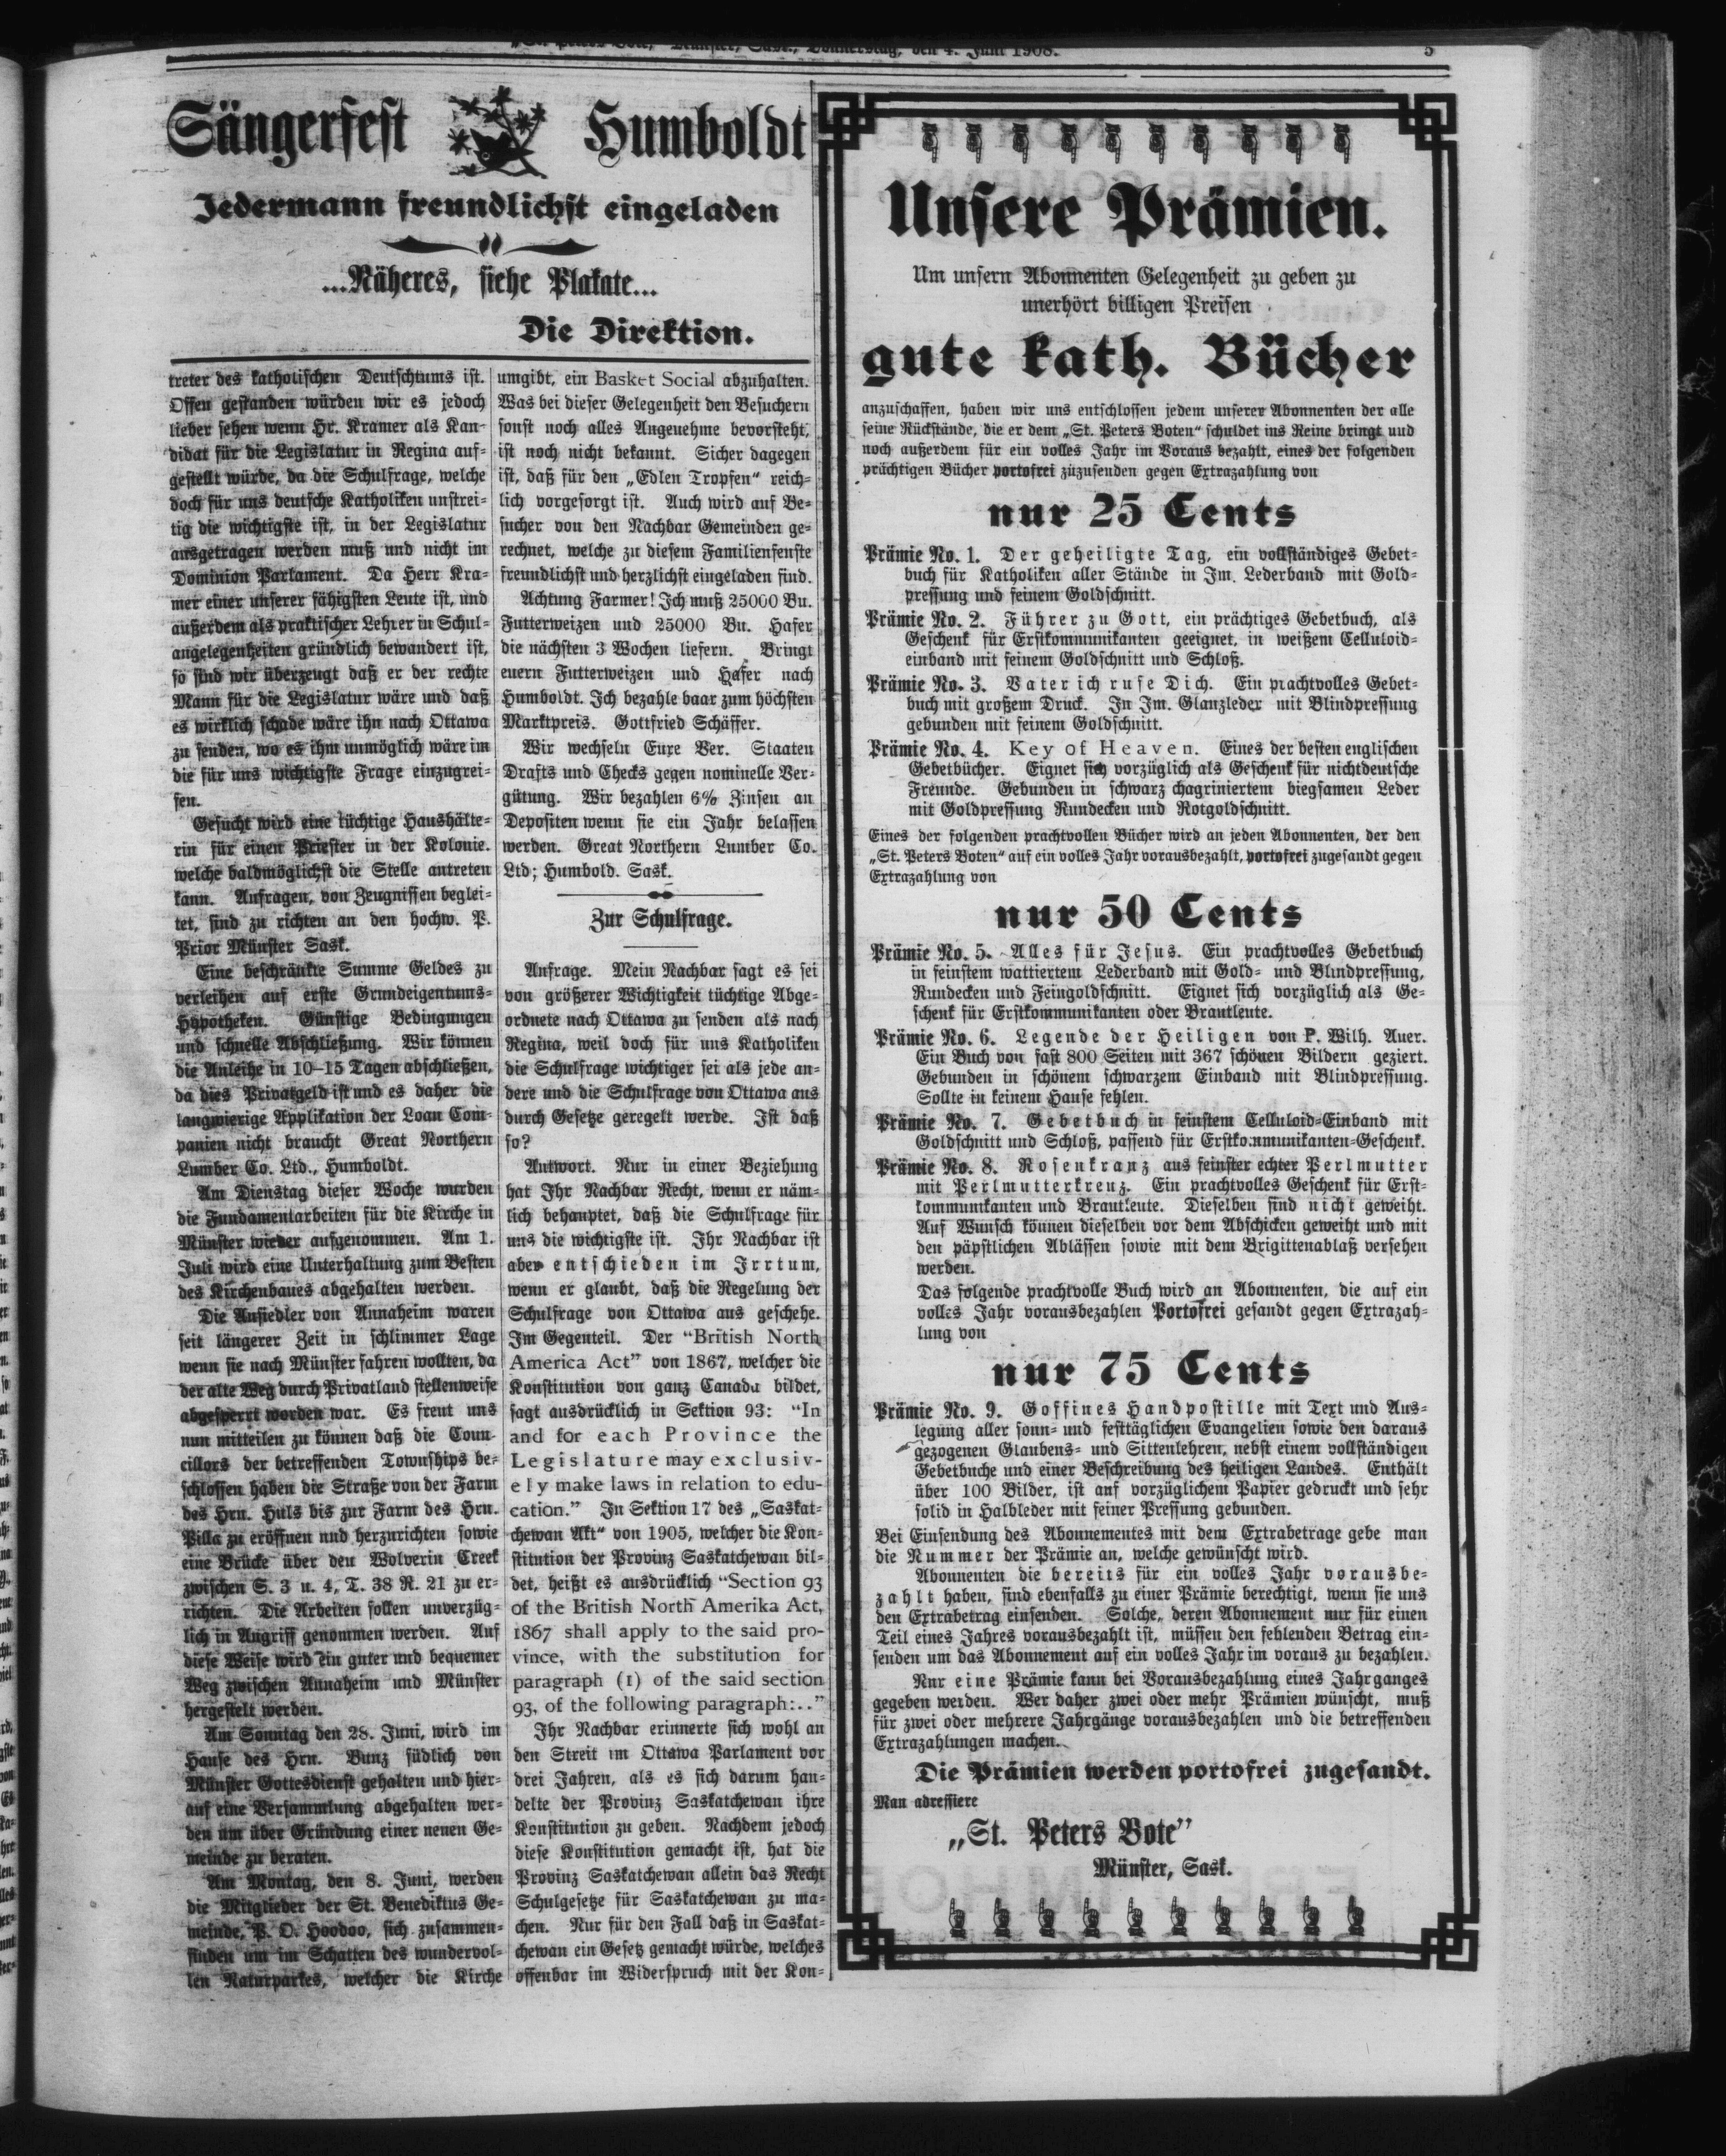 „St. Peters Bote," Münster, Sask., Donnerstag, den 4. Juni 1908.
5
Sängerfest Humboldt
Jedermann freundlichst eingeladen
...Näheres, siehe Plakate...
Die Direktion.
treter des katholischen Deutschtums ist.
Offen gestanden würden wir es jedoch
lieber sehen wenn Hr. Kramer als Kan-
didat für die Legislatur in Regina auf-
gestellt würde, da die Schulfrage, welche
doch für uns deutsche Katholiken unstrei-
tig die wichtigste ist, in der Legislatur
ausgetragen werden muß und nicht im
Dominion Parlament. Da Herr Kra-
mer einer unserer fähigsten Leute ist, und
außerdem als praktischer Lehrer in Schul-
angelegenheiten gründlich bewandert ist,
so sind wir überzeugt daß er der rechte
Mann für die Legislatur wäre und daß
es wirklich schade wäre ihn nach Ottawa
zu senden, wo es ihm unmöglich wäre im
die für uns wichtigste Frage einzugrei-
fen.
Gesucht wird eine tüchtige Haushälte-
rin für einen Priester in der Kolonie.
welche baldmöglichst die Stelle antreten
kann. Anfragen, von Zeugnissen beglei-
tet, sind zu richten an den hochw. P.
Prior Münster Sask.
Eine beschränkte Summe Geldes zu
verleihen auf erste Grundeigentums-
Hypotheken. Günstige Bedingungen
und schnelle Abschließung. Wir können
die Anleihe in 10–15 Tagen abschließen,
da dies Privatgeld ist und es daher die
langwierige Applikation der Loan Com-
panien nicht braucht Great Northern
Lumber Co. Ltd., Humboldt.
Am Dienstag dieser Woche wurden
die Fundamentarbeiten für die Kirche in
Münster wieder aufgenommen. Am 1.
Juli wird eine Unterhaltung zum Besten
des Kirchenbaues abgehalten werden.
Die Ansiedler von Annaheim waren
seit längerer Zeit in schlimmer Lage
wenn sie nach Münster fahren wollten, da
der alte Weg durch Privatland stellenweise
abgesperrt worden war. Es freut uns
nun mitteilen zu können daß die Coun-
cillors der betreffenden Townships be-
schlossen haben die Straße von der Farm
des Hrn. Hüls bis zur Farm des Hrn.
Pilla zu eröffnen und herzurichten sowie
eine Brücke über den Wolverin Creek
zwischen S. 3 u. 4, T. 38 R. 21 zu er-
richten. Die Arbeiten sollen unverzüg-
lich in Angriff genommen werden. Auf
diese Weise wird ein guter und bequemer
Weg zwischen Annaheim und Münster
hergestellt werden.
Am Sonntag den 28. Juni, wird im
Hause des Hrn. Bunz südlich von
Münster Gottesdienst gehalten und hier-
auf eine Versammlung abgehalten wer-
den um über Gründung einer neuen Ge-
meinde zu beraten.
Am Montag, den 8. Juni, werden
die Mitglieder der St. Benediktus Ge-
meinde, P. O. Hoodoo, sich zusammen-
finden um im Schatten des wundervol-
len Naturparkes, welcher die Kirche
umgibt, ein Basket Social abzuhalten.
Was bei dieser Gelegenheit den Besuchern
sonst noch alles Angenehme bevorsteht,
ist noch nicht bekannt. Sicher dagegen
ist, daß für den „Edlen Tropfen" reich-
lich vorgesorgt ist. Auch wird auf Be-
sucher von den Nachbar Gemeinden ge-
rechnet, welche zu diesem Familienfenste
freundlichst und herzlichst eingeladen sind.
Achtung Farmer! Ich muß 25000 Bu.
Futterweizen und 25000 Bu. Hafer
die nächsten 3 Wochen liefern. Bringt
euern Futterweizen und Hafer nach
Humboldt. Ich bezahle baar zum höchsten
Marktpreis. Gottfried Schäffer.
Wir wechseln Eure Ver. Staaten
Drafts und Checks gegen nominelle Ver-
gütung. Wir bezahlen 6% Zinsen an
Depositen wenn sie ein Jahr belassen
werden. Great Northern Lumber Co.
Ltd; Humbold. Sask.
Zur Schulfrage.
Anfrage. Mein Nachbar sagt es sei
von größerer Wichtigkeit tüchtige Abge-
ordnete nach Ottawa zu senden als nach
Regina, weil doch für uns Katholiken
die Schulfrage wichtiger sei als jede an-
dere und die Schulfrage von Ottawa aus
durch Gesetze geregelt werde. Ist daß
so?
Antwort. Nur in einer Beziehung
hat Ihr Nachbar Recht, wenn er näm-
lich behauptet, daß die Schulfrage für
uns die wichtigste ist. Ihr Nachbar ist
aber entschieden im Irrtum,
wenn er glaubt, daß die Regelung der
Schulfrage von Ottawa aus geschehe.
Im Gegenteil. Der “British North
America Act” von 1867, welcher die
Konstitution von ganz Canada bildet,
sagt ausdrücklich in Sektion 93: “In
and for each Province the
Legislature may exclusiv-
ely make laws in relation to edu-
cation.” In Sektion 17 des „Saskat-
chewan Akt“ von 1905, welcher die Kon-
stitution der Provinz Saskatchewan bil-
det, heißt es ausdrücklich “Section 93
of the British North Amerika Act,
1867 shall apply to the said pro-
vince, with the substitution for
paragraph (1) of the said section
93, of the following paragraph:..”
Ihr Nachbar erinnerte sich wohl an
den Streit im Ottawa Parlament vor
drei Jahren, als es sich darum han-
delte der Provinz Saskatchewan ihre
Konstitution zu geben. Nachdem jedoch
diese Konstitution gemacht ist, hat die
Provinz Saskatchewan allein das Recht
Schulgesetze für Saskatchewan zu ma-
chen. Nur für den Fall daß in Saskat-
chewan ein Gesetz gemacht würde, welches
offenbar im Widerspruch mit der Kon-
Unsere Prämien.
Um unsern Abonnenten Gelegenheit zu geben zu
unerhört billigen Preisen
gute kath. Bücher
anzuschaffen, haben wir uns entschlossen jedem unserer Abonnenten der alle
seine Rückstände, die er dem „St. Peters Boten“ schuldet ins Reine bringt und
noch außerdem für ein volles Jahr im Voraus bezahlt, eines der folgenden
prächtigen Bücher portofrei zuzusenden gegen Extrazahlung von
nur 25 Cents
Prämie No. 1. Der geheiligte Tag, ein vollständiges Gebet-
buch für Katholiken aller Stände in Im. Lederband mit Gold-
pressung und feinem Goldschnitt.
Prämie No. 2. Führer zu Gott, ein prächtiges Gebetbuch, als
Geschenk für Erstkommunikanten geeignet, in weißem Celluloid-
einband mit feinem Goldschnitt und Schloß.
Prämie No. 3. Vater ich rufe Dich. Ein prachtvolles Gebet-
buch mit großem Druck. In Im. Glanzleder mit Blindpressung
gebunden mit feinem Goldschnitt.
Prämie No. 4. Key of Heaven. Eines der besten englischen
Gebetbücher. Eignet sich vorzüglich als Geschenk für nichtdeutsche
Freunde. Gebunden in schwarz chagriniertem biegsamen Leder
mit Goldpressung Rundecken und Rotgoldschnitt.
Eines der folgenden prachtvollen Bücher wird an jeden Abonnenten, der den
„St. Peters Boten“ auf ein volles Jahr vorausbezahlt, portofrei zugesandt gegen
Extrazahlung von
nur 50 Cents
Prämie No. 5. Alles für Jesus. Ein prachtvolles Gebetbuch
in feinstem wattiertem Lederband mit Gold- und Blindpressung,
Rundecken und Feingoldschnitt. Eignet sich vorzüglich als Ge-
schenk für Erstkommunikanten oder Brautleute.
Prämie No. 6. Legende der Heiligen von P. Wilh. Auer.
Ein Buch von fast 800 Seiten mit 367 schönen Bildern geziert.
Gebunden in schönem schwarzem Einband mit Blindpressung.
Sollte in keinem Hause fehlen.
Prämie No. 7. Gebetbuch in feinstem Celluloid-Einband mit
Goldschnitt und Schloß, passend für Erstkommunikanten-Geschenk.
Prämie No. 8. Rosenkranz aus feinster echter Perlmutter
mit Perlmutterkreuz. Ein prachtvolles Geschenk für Erst-
kommunikanten und Brautleute. Dieselben sind nicht geweiht.
Auf Wunsch können dieselben vor dem Abschicken geweiht und mit
den päpstlichen Ablässen sowie mit dem Brigittenablaß versehen
werden.
Das folgende prachtvolle Buch wird an Abonnenten, die auf ein
volles Jahr vorausbezahlen Portofrei gesandt gegen Extrazah-
lung von
nur 75 Cents
Prämie No. 9. Goffines Handpostille mit Text und Aus-
legung aller sonn- und festtäglichen Evangelien sowie den daraus
gezogenen Glaubens- und Sittenlehren, nebst einem vollständigen
Gebetbuche und einer Beschreibung des heiligen Landes. Enthält
über 100 Bilder, ist auf vorzüglichem Papier gedruckt und sehr
solid in Halbleder mit feiner Pressung gebunden.
Bei Einsendung des Abonnementes mit dem Extrabetrage gebe man
die Nummer der Prämie an, welche gewünscht wird.
Abonnenten die bereits für ein volles Jahr vorausbe-
zahlt haben, sind ebenfalls zu einer Prämie berechtigt, wenn sie uns
den Extrabetrag einsenden. Solche, deren Abonnement nur für einen
Teil eines Jahres vorausbezahlt ist, müssen den fehlenden Betrag ein-
senden um das Abonnement auf ein volles Jahr im voraus zu bezahlen.
Nur eine Prämie kann bei Vorausbezahlung eines Jahrganges
gegeben werden. Wer daher zwei oder mehr Prämien wünscht, muß
für zwei oder mehrere Jahrgänge vorausbezahlen und die betreffenden
Extrazahlungen machen.
Die Prämien werden portofrei zugesandt.
Man adressiere
„St. Peters Bote”
Münster, Sask.